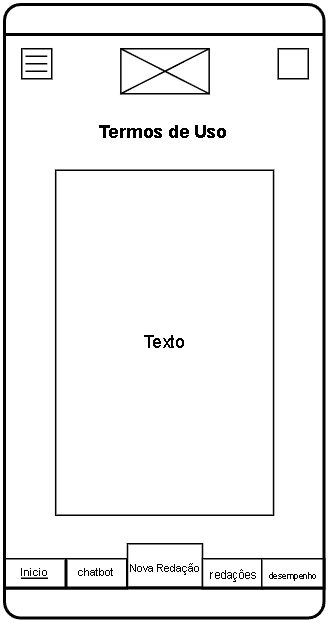 Termos de Uso
Texto
Inicio
chatbot
Nova Redação
redações
desempenho